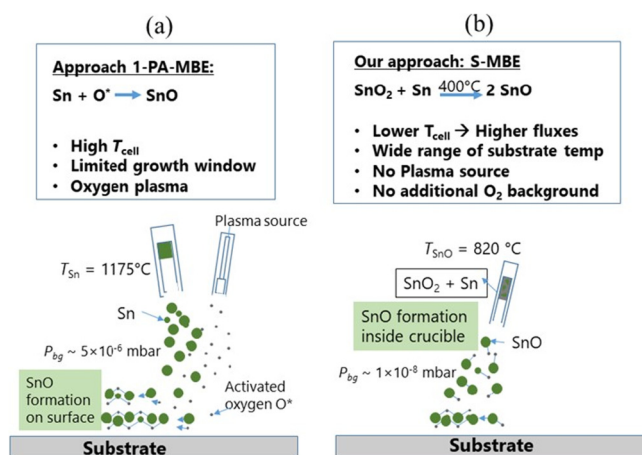 (a)
Approach 1-PA-MBE:
Sn + O* → SnO
• High Tcell
• Limited growth window
• Oxygen plasma
Plasma source
TSn = 1175°C
Sn
Pbg ~ 5×10⁻⁶ mbar
SnO
formation
on surface
Activated
oxygen O*
Substrate
(b)
Our approach: S-MBE
400°C
SnO₂ + Sn → 2 SnO
• Lower Tcell → Higher fluxes
• Wide range of substrate temp
• No Plasma source
• No additional O₂ background
TSnO = 820 °C
SnO₂ + Sn
SnO formation
inside crucible
SnO
Pbg ~ 1×10⁻⁸ mbar
Substrate